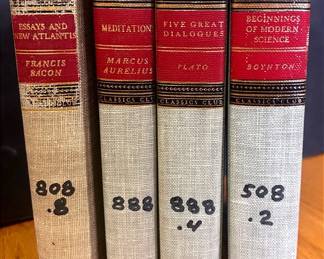 ESSAYS AND
NEW ATLANTIS
FRANCIS
BACON
808
.8
MEDITATIONS
MARCUS
AURELIUS
CLASSICS CLUB
888
FIVE GREAT
DIALOGUES
PLATO
CLASSICS CLUB
888
.4
BEGINNINGS
OF MODERN
SCIENCE
BOYNTON
CLASSICS CLUB
508
.2